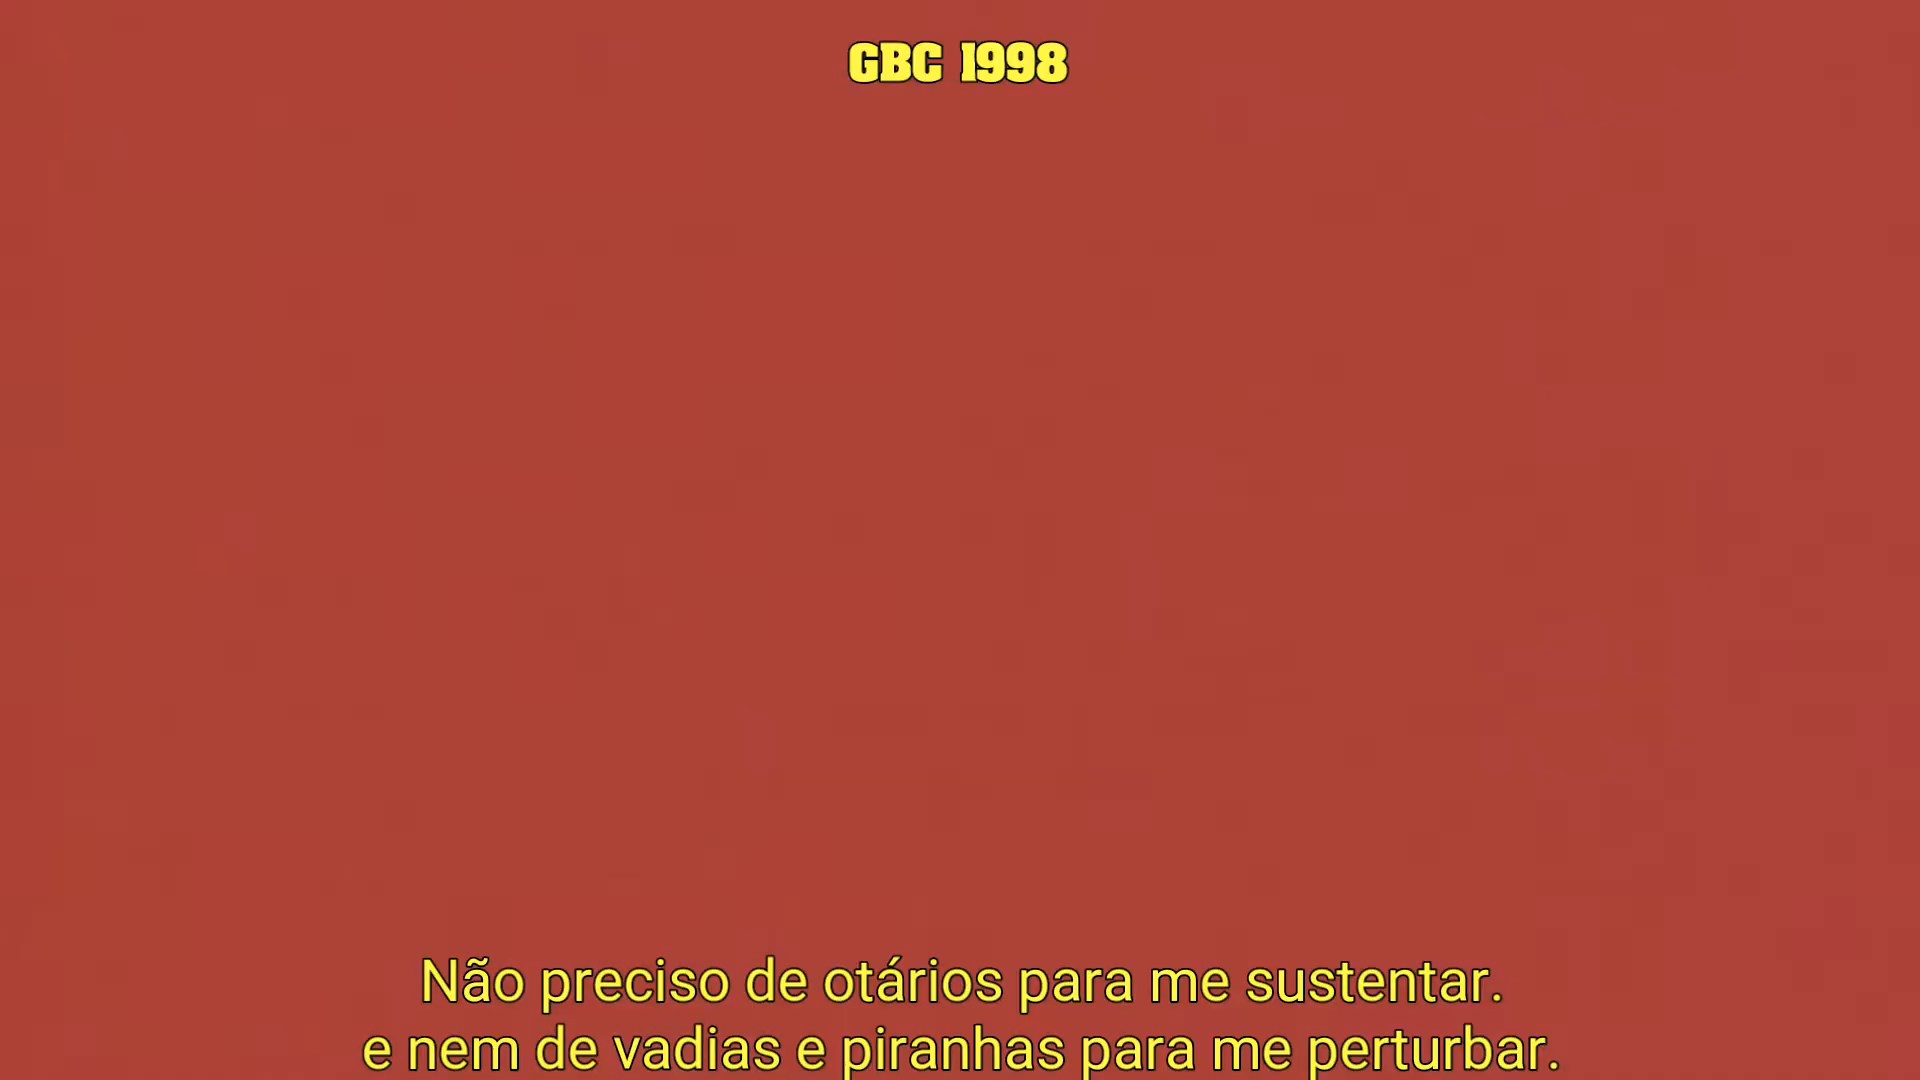 GBC 1998
Não preciso de otários para me sustentar.
e nem de vadias e piranhas para me perturbar.